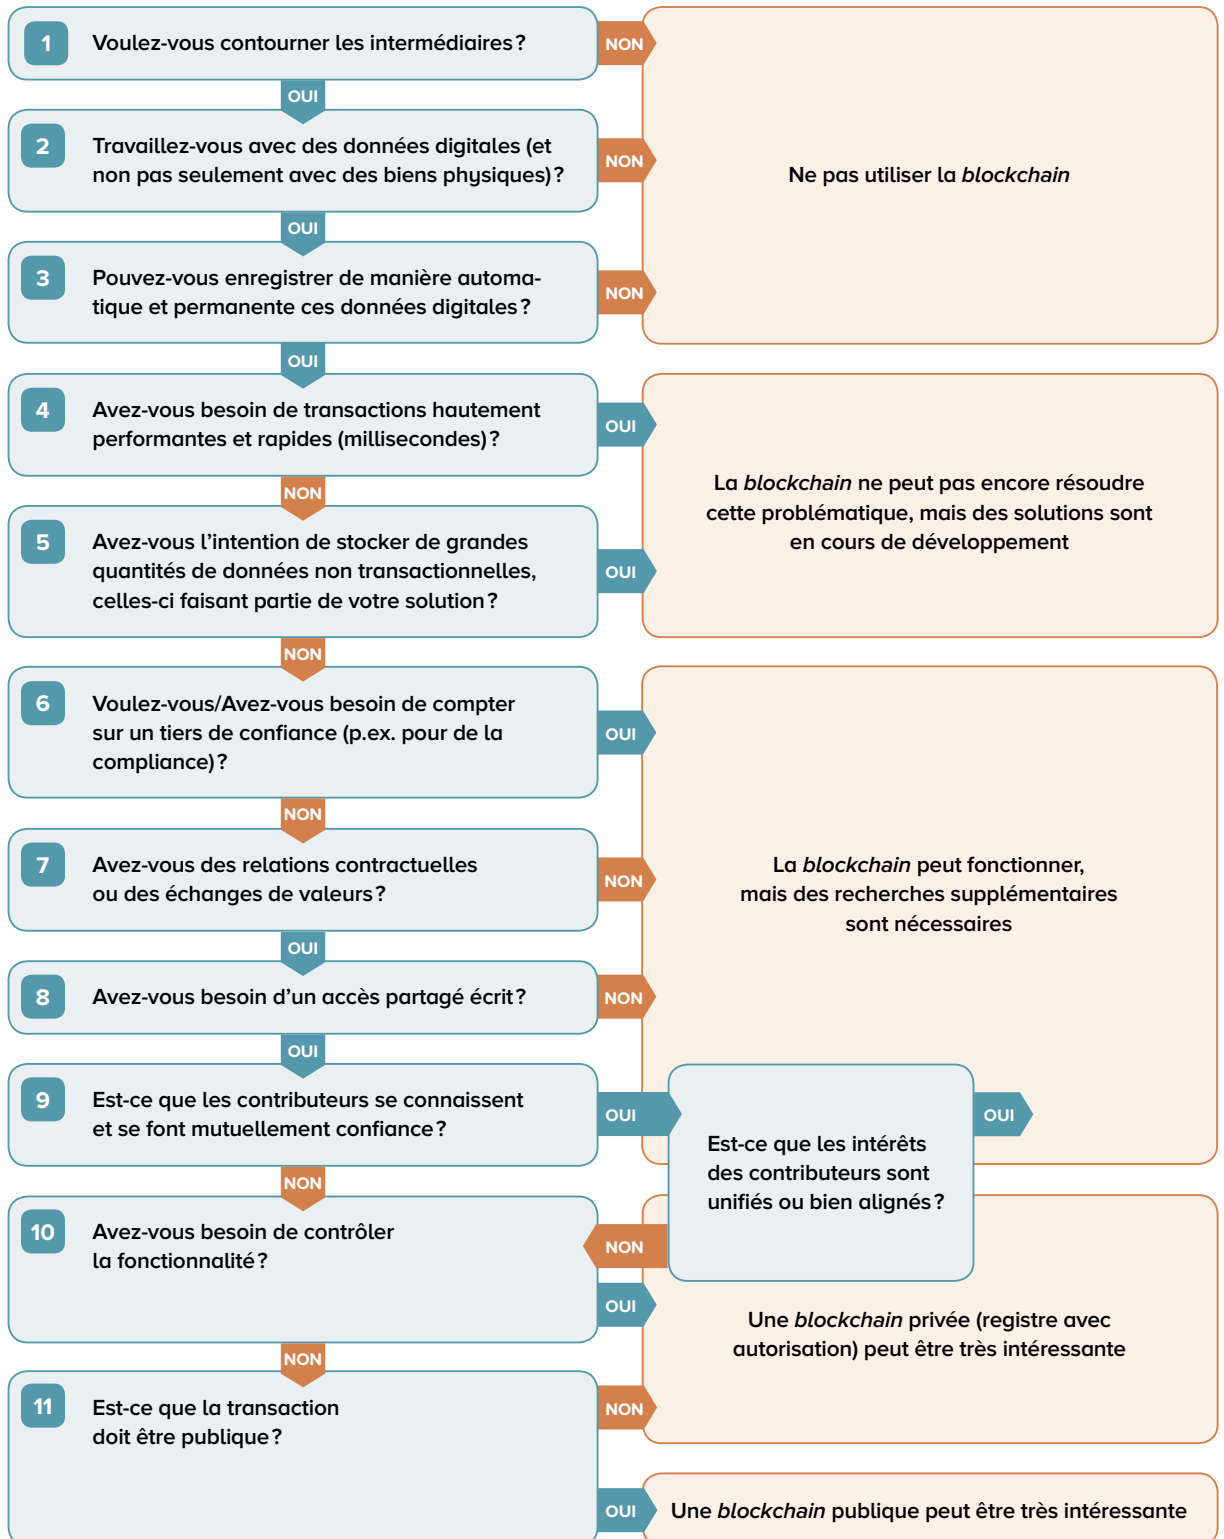 1
Voulez-vous contourner les intermédiaires ?
NON
OUI
2
Travaillez-vous avec des données digitales (et
non pas seulement avec des biens physiques) ?
NON
Ne pas utiliser la blockchain
OUI
3
Pouvez-vous enregistrer de manière automa-
tique et permanente ces données digitales ?
NON
OUI
4
Avez-vous besoin de transactions hautement
performantes et rapides (millisecondes) ?
OUI
NON
La blockchain ne peut pas encore résoudre
cette problématique, mais des solutions sont
en cours de développement
5
Avez-vous l’intention de stocker de grandes
quantités de données non transactionnelles,
celles-ci faisant partie de votre solution ?
OUI
NON
6
Voulez-vous/Avez-vous besoin de compter
sur un tiers de confiance (p.ex. pour de la
compliance) ?
OUI
NON
7
Avez-vous des relations contractuelles
ou des échanges de valeurs ?
NON
La blockchain peut fonctionner,
mais des recherches supplémentaires
sont nécessaires
OUI
8
Avez-vous besoin d’un accès partagé écrit ?
NON
OUI
9
Est-ce que les contributeurs se connaissent
et se font mutuellement confiance ?
OUI
Est-ce que les intérêts
des contributeurs sont
unifiés ou bien alignés ?
OUI
NON
NON
10
Avez-vous besoin de contrôler
la fonctionnalité ?
OUI
Une blockchain privée (registre avec
autorisation) peut être très intéressante
NON
11
Est-ce que la transaction
doit être publique ?
NON
OUI
Une blockchain publique peut être très intéressante